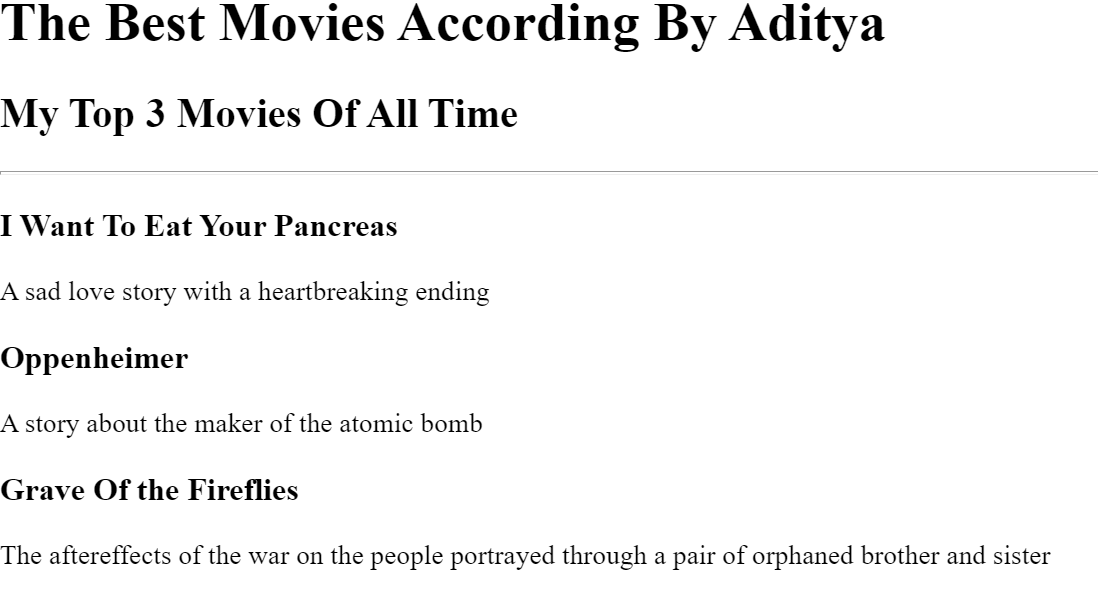 The Best Movies According By Aditya
My Top 3 Movies Of All Time
I Want To Eat Your Pancreas
A sad love story with a heartbreaking ending
Oppenheimer
A story about the maker of the atomic bomb
Grave Of the Fireflies
The aftereffects of the war on the people portrayed through a pair of orphaned brother and sister